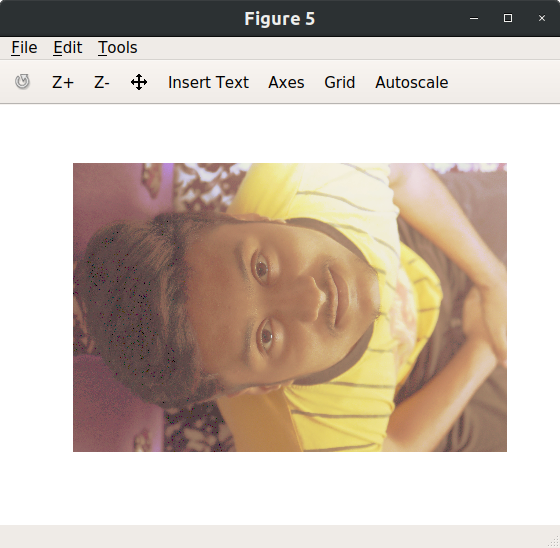 Figure 5
File Edit Tools
Z+ Z- Insert Text Axes Grid Autoscale